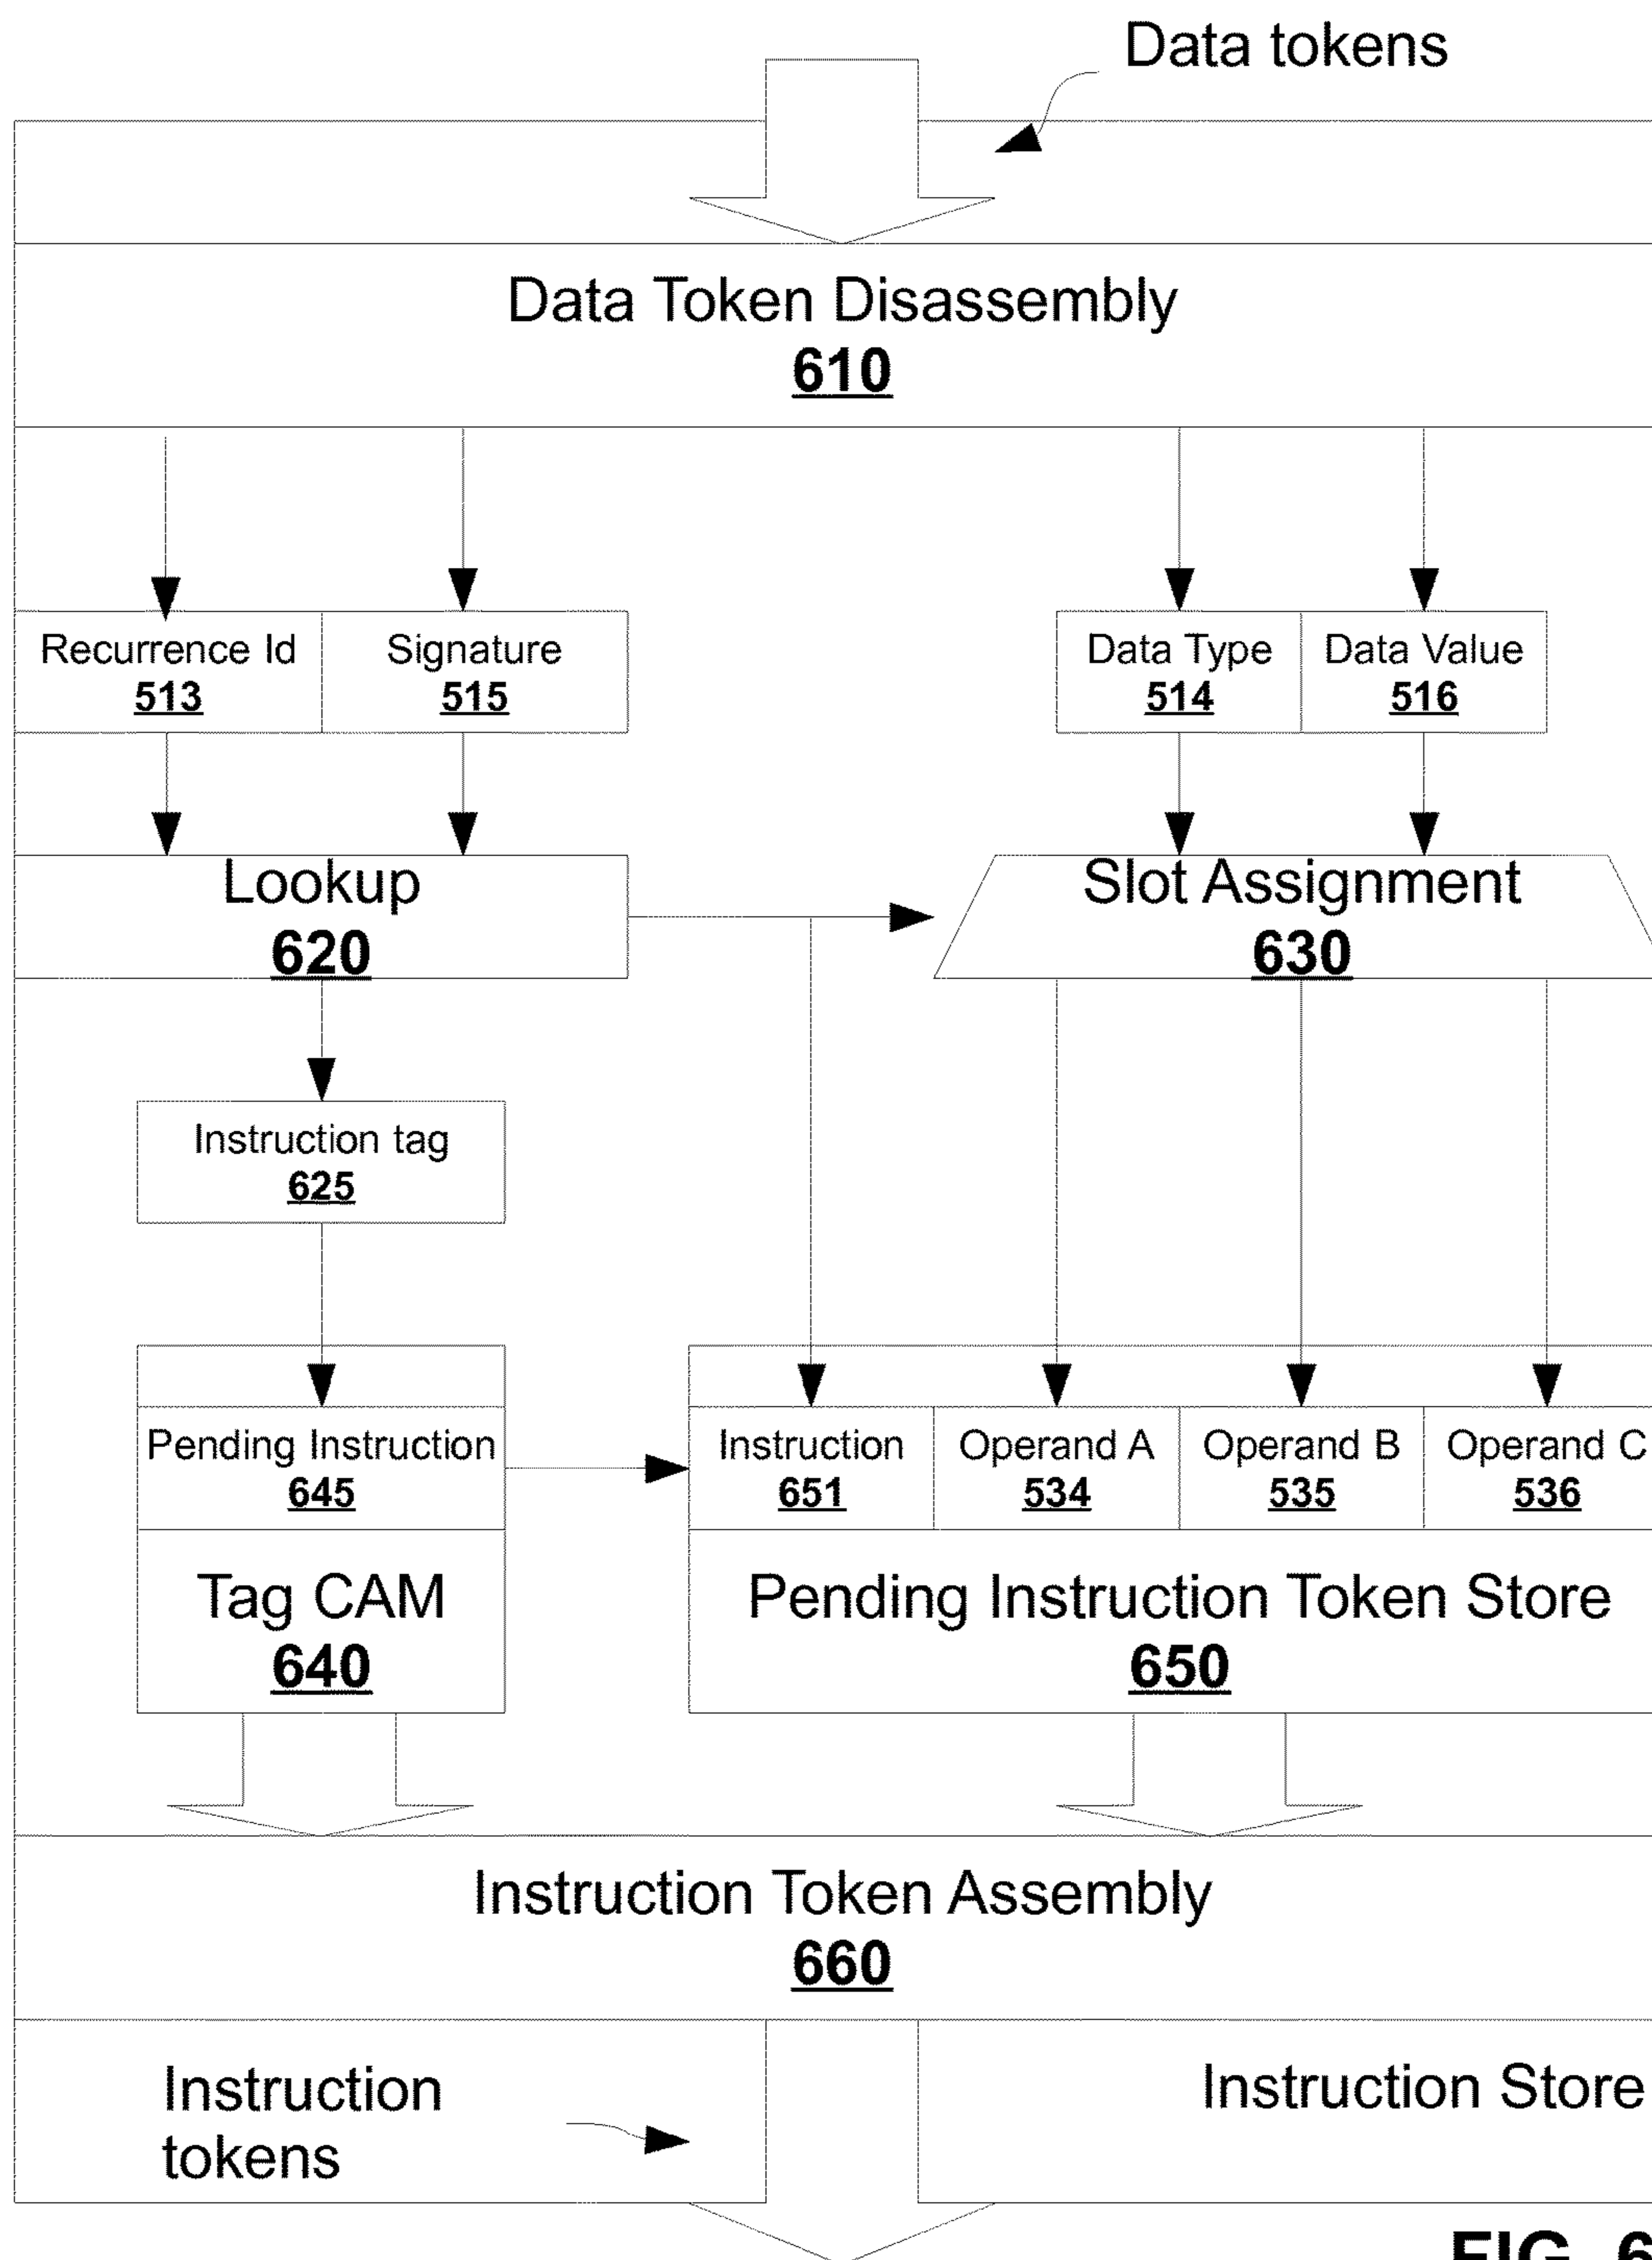 Data tokens
Data Token Disassembly
610
Recurrence Id
513
Signature
515
Data Type
514
Data Value
516
Lookup
620
Slot Assignment
630
Instruction tag
625
Pending Instruction
645
Instruction
651
Operand A
534
Operand B
535
Operand C
536
Tag CAM
640
Pending Instruction Token Store
650
Instruction Token Assembly
660
Instruction
tokens
Instruction Store
FIG. 6